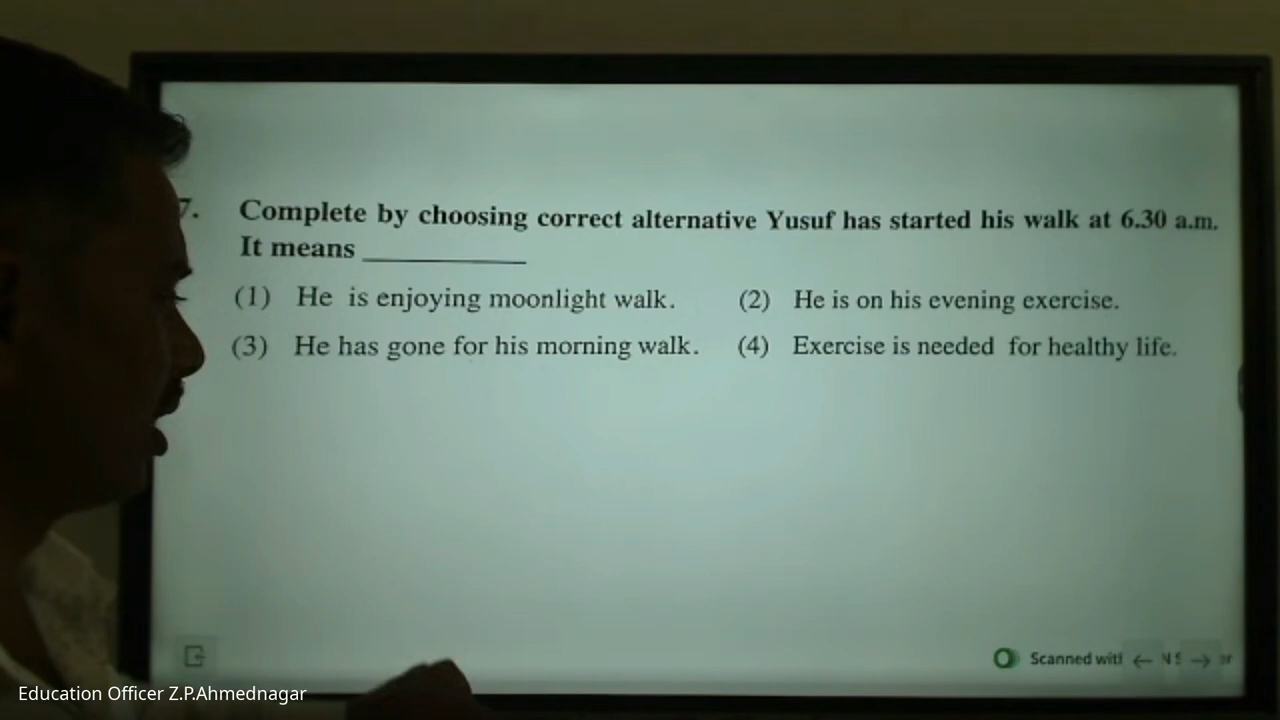 7. Complete by choosing correct alternative Yusuf has started his walk at 6.30 a.m.
It means ___________
(1) He is enjoying moonlight walk. (2) He is on his evening exercise.
(3) He has gone for his morning walk. (4) Exercise is needed for healthy life.
Scanned with
Education Officer Z.P.Ahmednagar